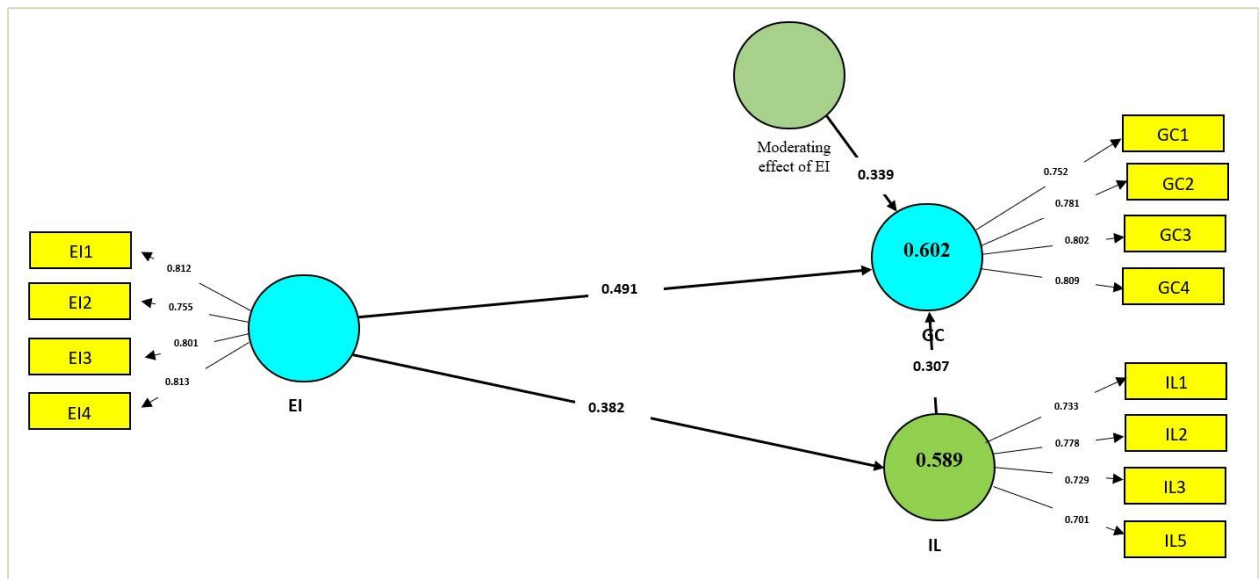 Moderating
effect of EI
0.339
GC1
GC2
GC3
GC4
0.752
0.781
0.802
0.809
0.602
GC
EI1
EI2
EI3
EI4
0.812
0.755
0.801
0.813
EI
0.491
0.382
0.307
0.589
IL
IL1
IL2
IL3
IL5
0.733
0.778
0.729
0.701